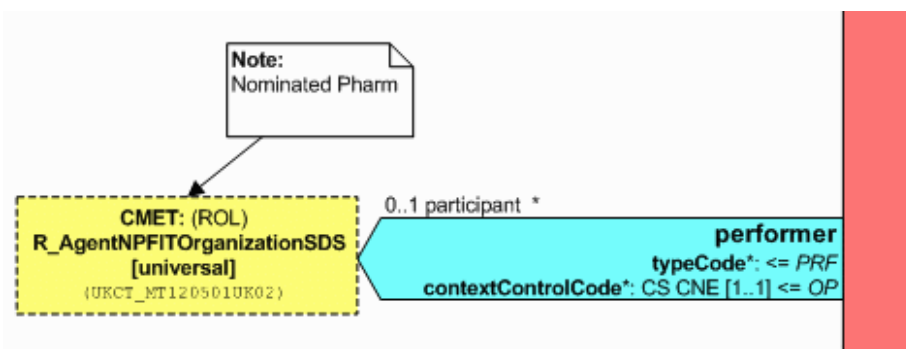 Note:
Nominated Pharm
0..1 participant *
CMET: (ROL)
R_AgentNPFITOrganizationSDS
[universal]
(UKCT_MT120501UK02)
performer
typeCode*: <= PRF
contextControlCode*: CS CNE [1..1] <= OP